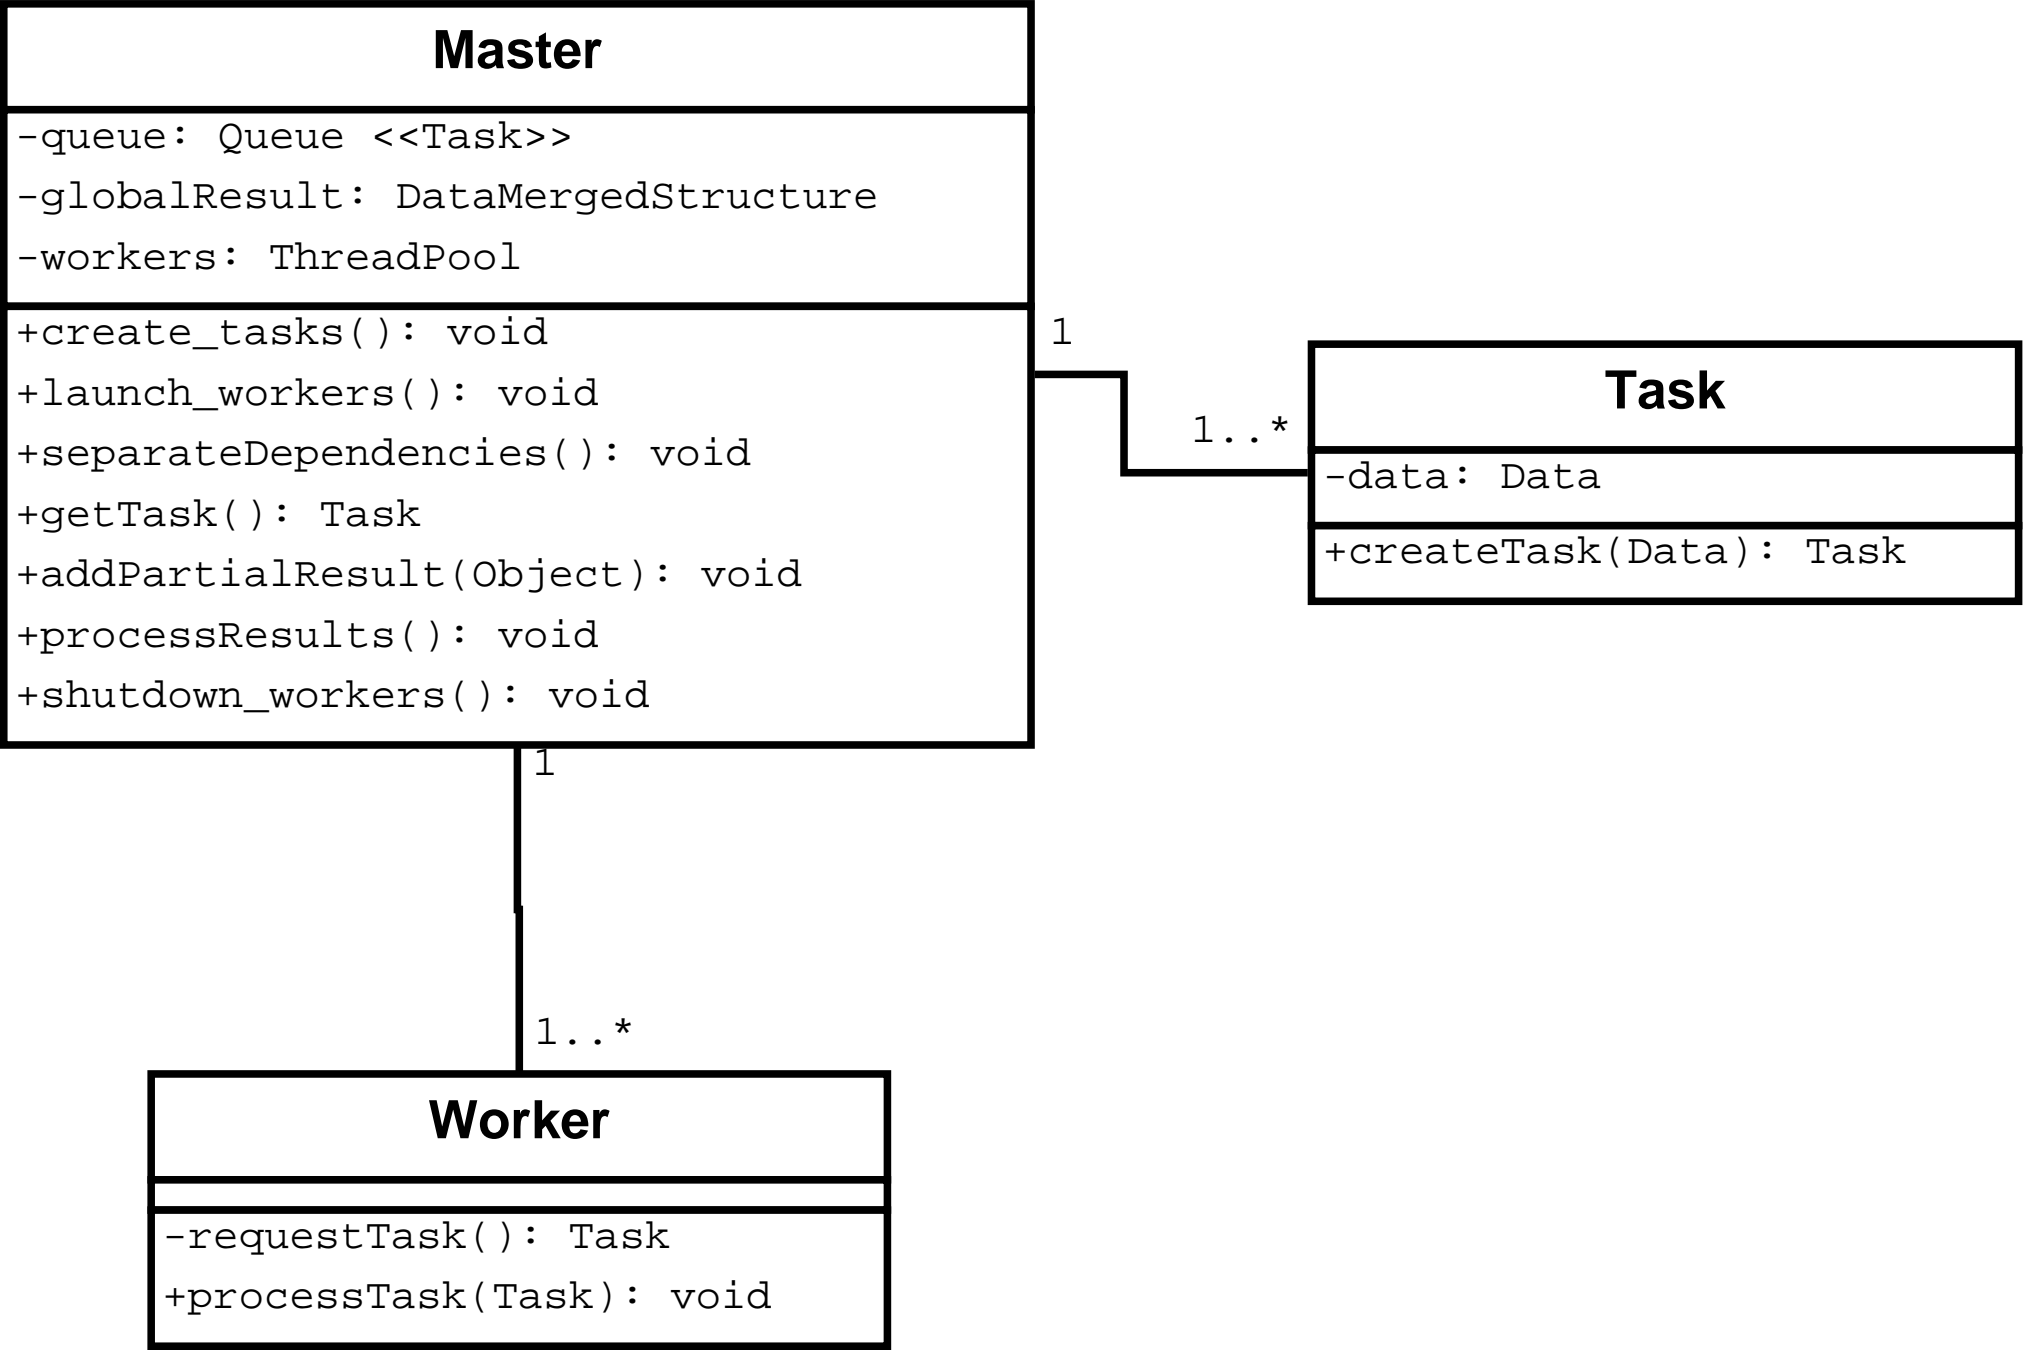 Master
-queue: Queue <<Task>>
-globalResult: DataMergedStructure
-workers: ThreadPool
+create_tasks(): void
+launch_workers(): void
+separateDependencies(): void
+getTask(): Task
+addPartialResult(Object): void
+processResults(): void
+shutdown_workers(): void
1
1..*
Task
-data: Data
+createTask(Data): Task
1
1..*
Worker
-requestTask(): Task
+processTask(Task): void